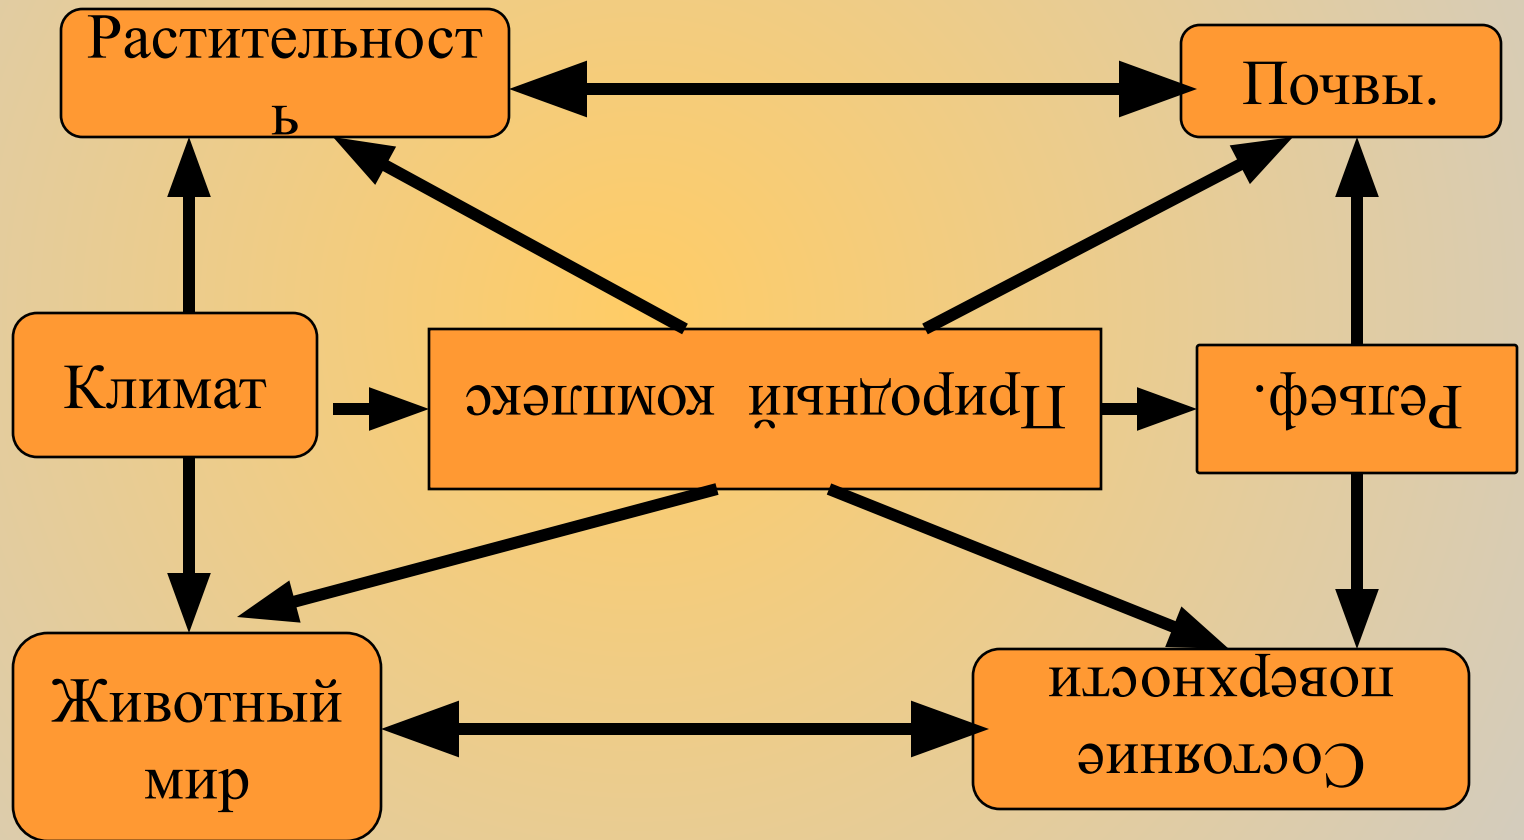 Растительност
ь
Почвы.
Климат
Природный комплекс
Рельеф.
Животный
мир
Состояние
поверхности